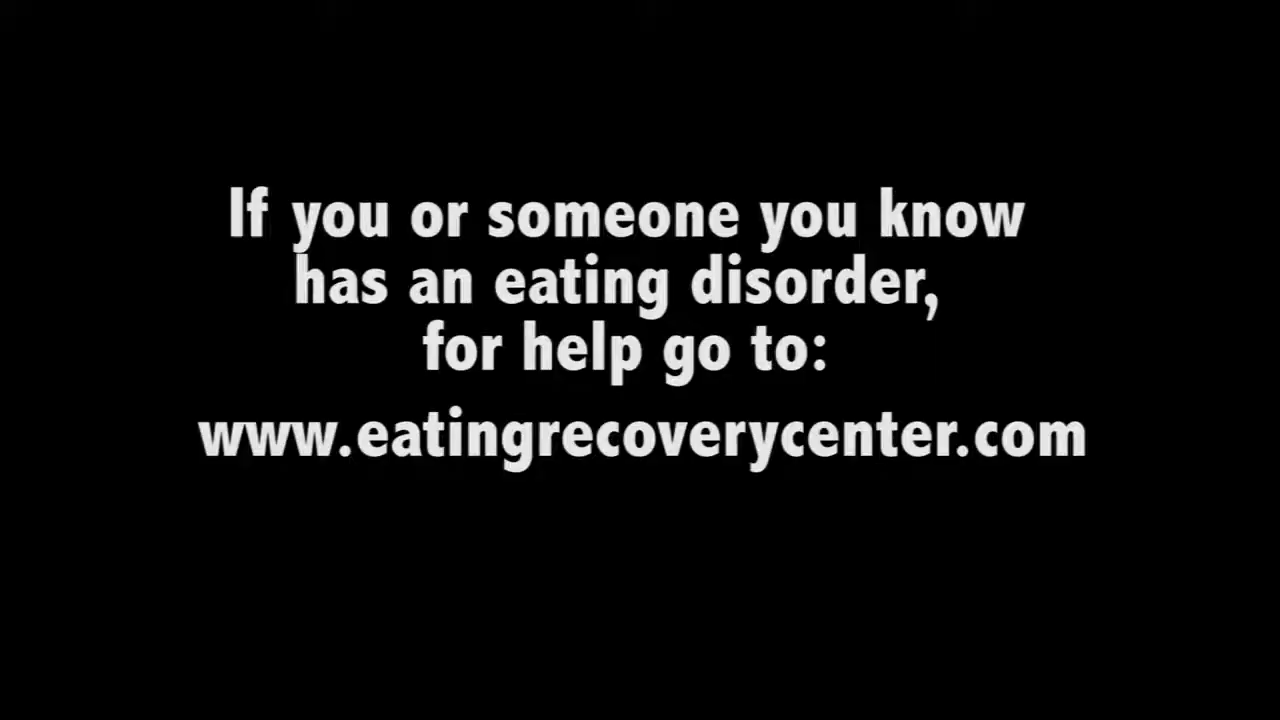 If you or someone you know
has an eating disorder,
for help go to:
www.eatingrecoverycenter.com